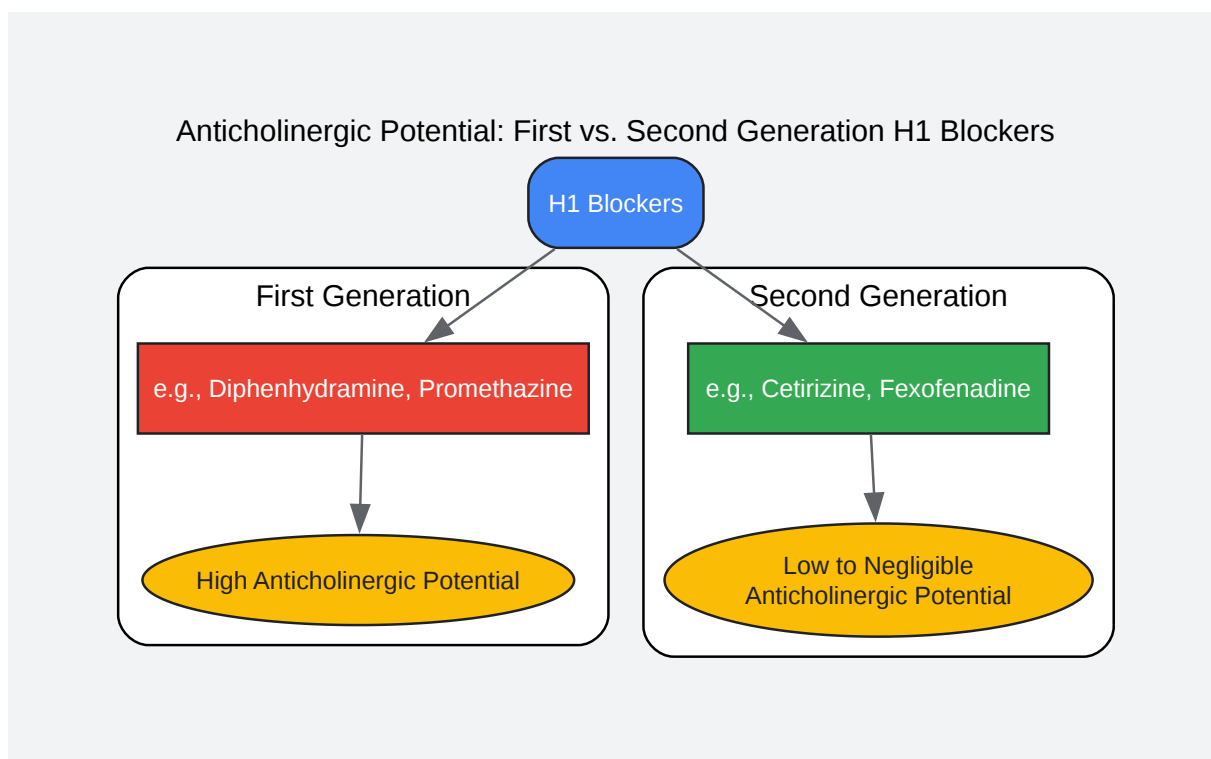 Anticholinergic Potential: First vs. Second Generation H1 Blockers
H1 Blockers
First Generation
e.g., Diphenhydramine, Promethazine
High Anticholinergic Potential
Second Generation
e.g., Cetirizine, Fexofenadine
Low to Negligible
Anticholinergic Potential